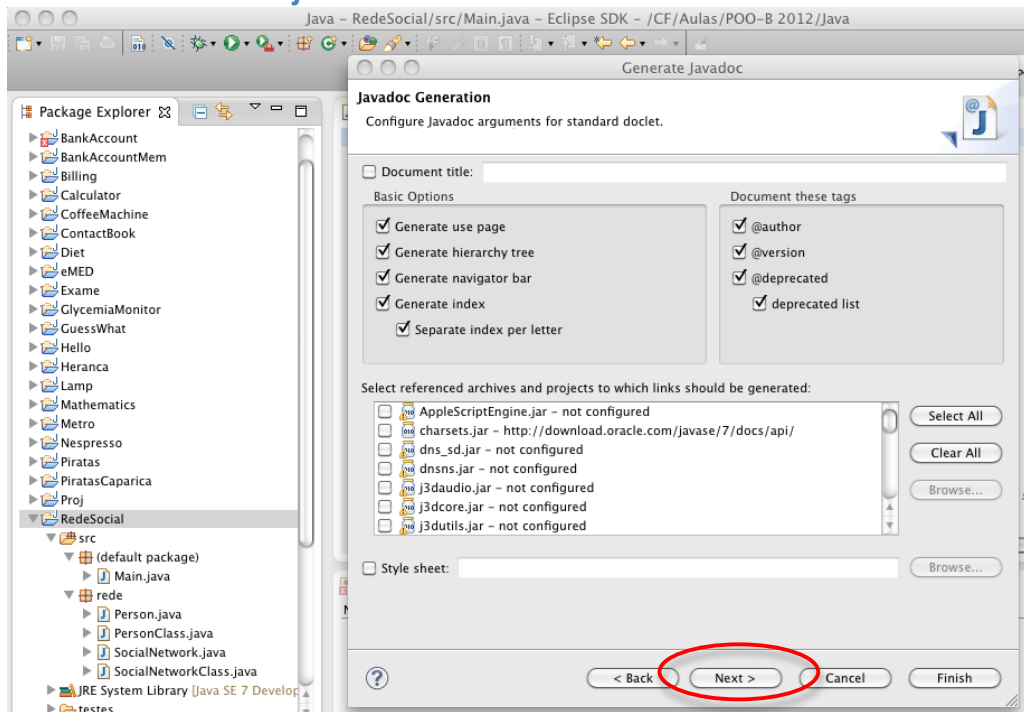 Java – RedeSocial/src/Main.java – Eclipse SDK – /CF/Aulas/POO-B 2012/Java
Package Explorer
BankAccount
BankAccountMem
Billing
Calculator
CoffeeMachine
ContactBook
Diet
eMED
Exame
GlycemiaMonitor
GuessWhat
Hello
Heranca
Lamp
Mathematics
Metro
Nespresso
Piratas
PiratasCaparica
Proj
RedeSocial
src
(default package)
Main.java
rede
Person.java
PersonClass.java
SocialNetwork.java
SocialNetworkClass.java
JRE System Library [Java SE 7 Develop
testes
Generate Javadoc
Javadoc Generation
Configure Javadoc arguments for standard doclet.
Document title:
Basic Options
Generate use page
Generate hierarchy tree
Generate navigator bar
Generate index
Separate index per letter
Document these tags
@author
@version
@deprecated
deprecated list
Select referenced archives and projects to which links should be generated:
AppleScriptEngine.jar – not configured
charsets.jar – http://download.oracle.com/javase/7/docs/api/
dns_sd.jar – not configured
dnsns.jar – not configured
j3daudio.jar – not configured
j3dcore.jar – not configured
j3dutils.jar – not configured
Select All
Clear All
Browse...
Style sheet:
Browse...
< Back
Next >
Cancel
Finish